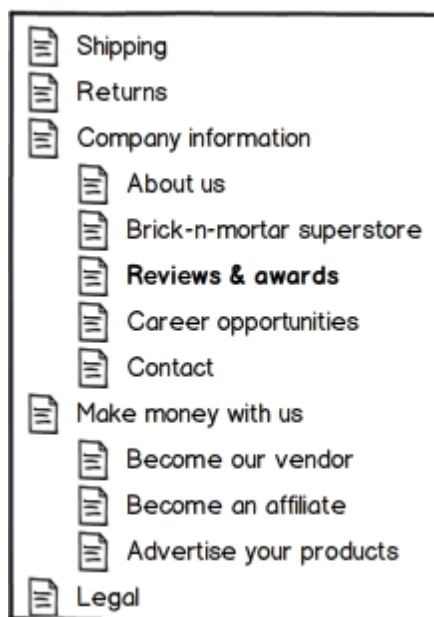 Shipping
Returns
Company information
About us
Brick-n-mortar superstore
Reviews & awards
Career opportunities
Contact
Make money with us
Become our vendor
Become an affiliate
Advertise your products
Legal